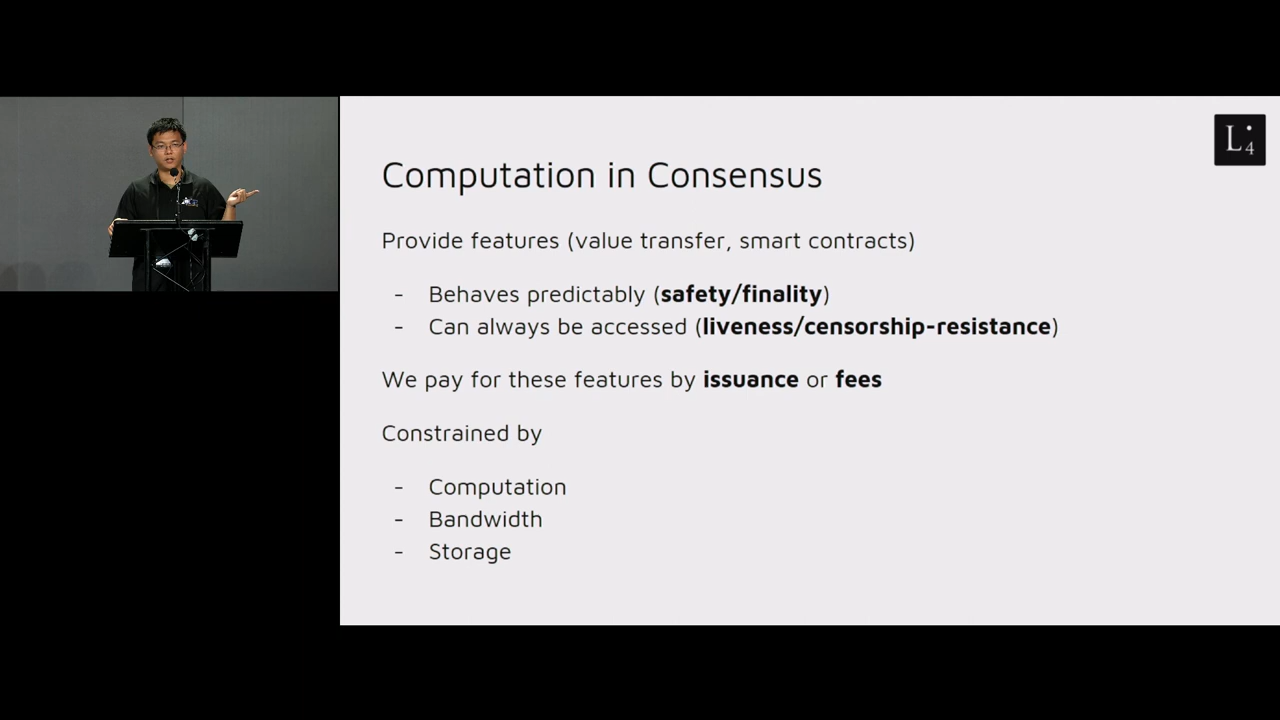 L4
Computation in Consensus
Provide features (value transfer, smart contracts)
- Behaves predictably (safety/finality)
- Can always be accessed (liveness/censorship-resistance)
We pay for these features by issuance or fees
Constrained by
- Computation
- Bandwidth
- Storage